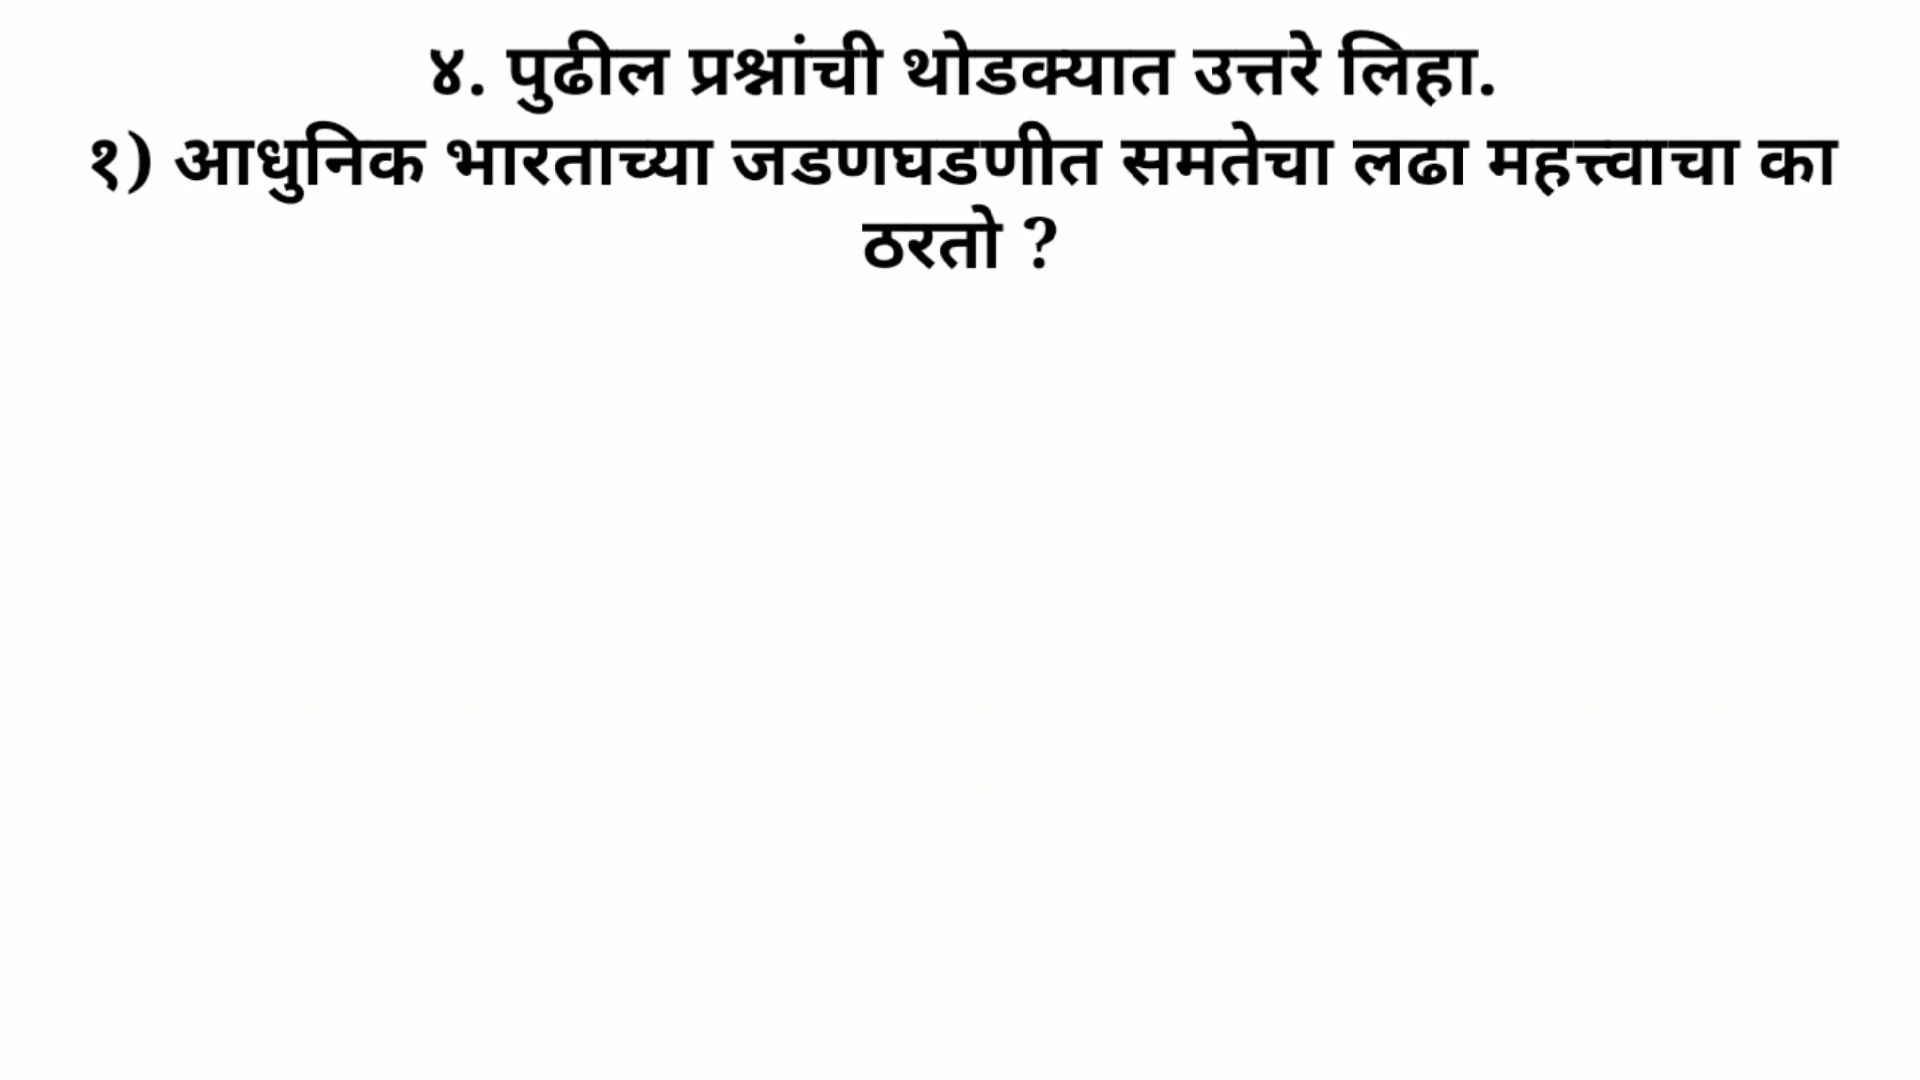 ४. पुढील प्रश्नांची थोडक्यात उत्तरे लिहा.
१) आधुनिक भारताच्या जडणघडणीत समतेचा लढा महत्त्वाचा का
ठरतो ?